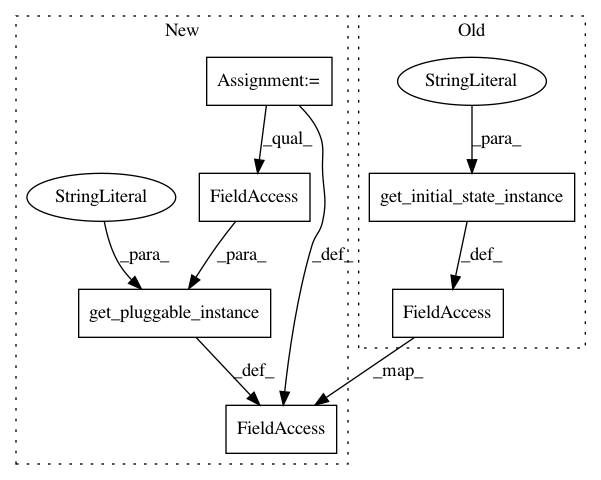 New
Old
Assignment:=
StringLiteral
_qual_
_para_
StringLiteral
FieldAccess
get_initial_state_instance
_para_
_para_
_def_
_def_
get_pluggable_instance
FieldAccess
_def_
_map_
FieldAccess